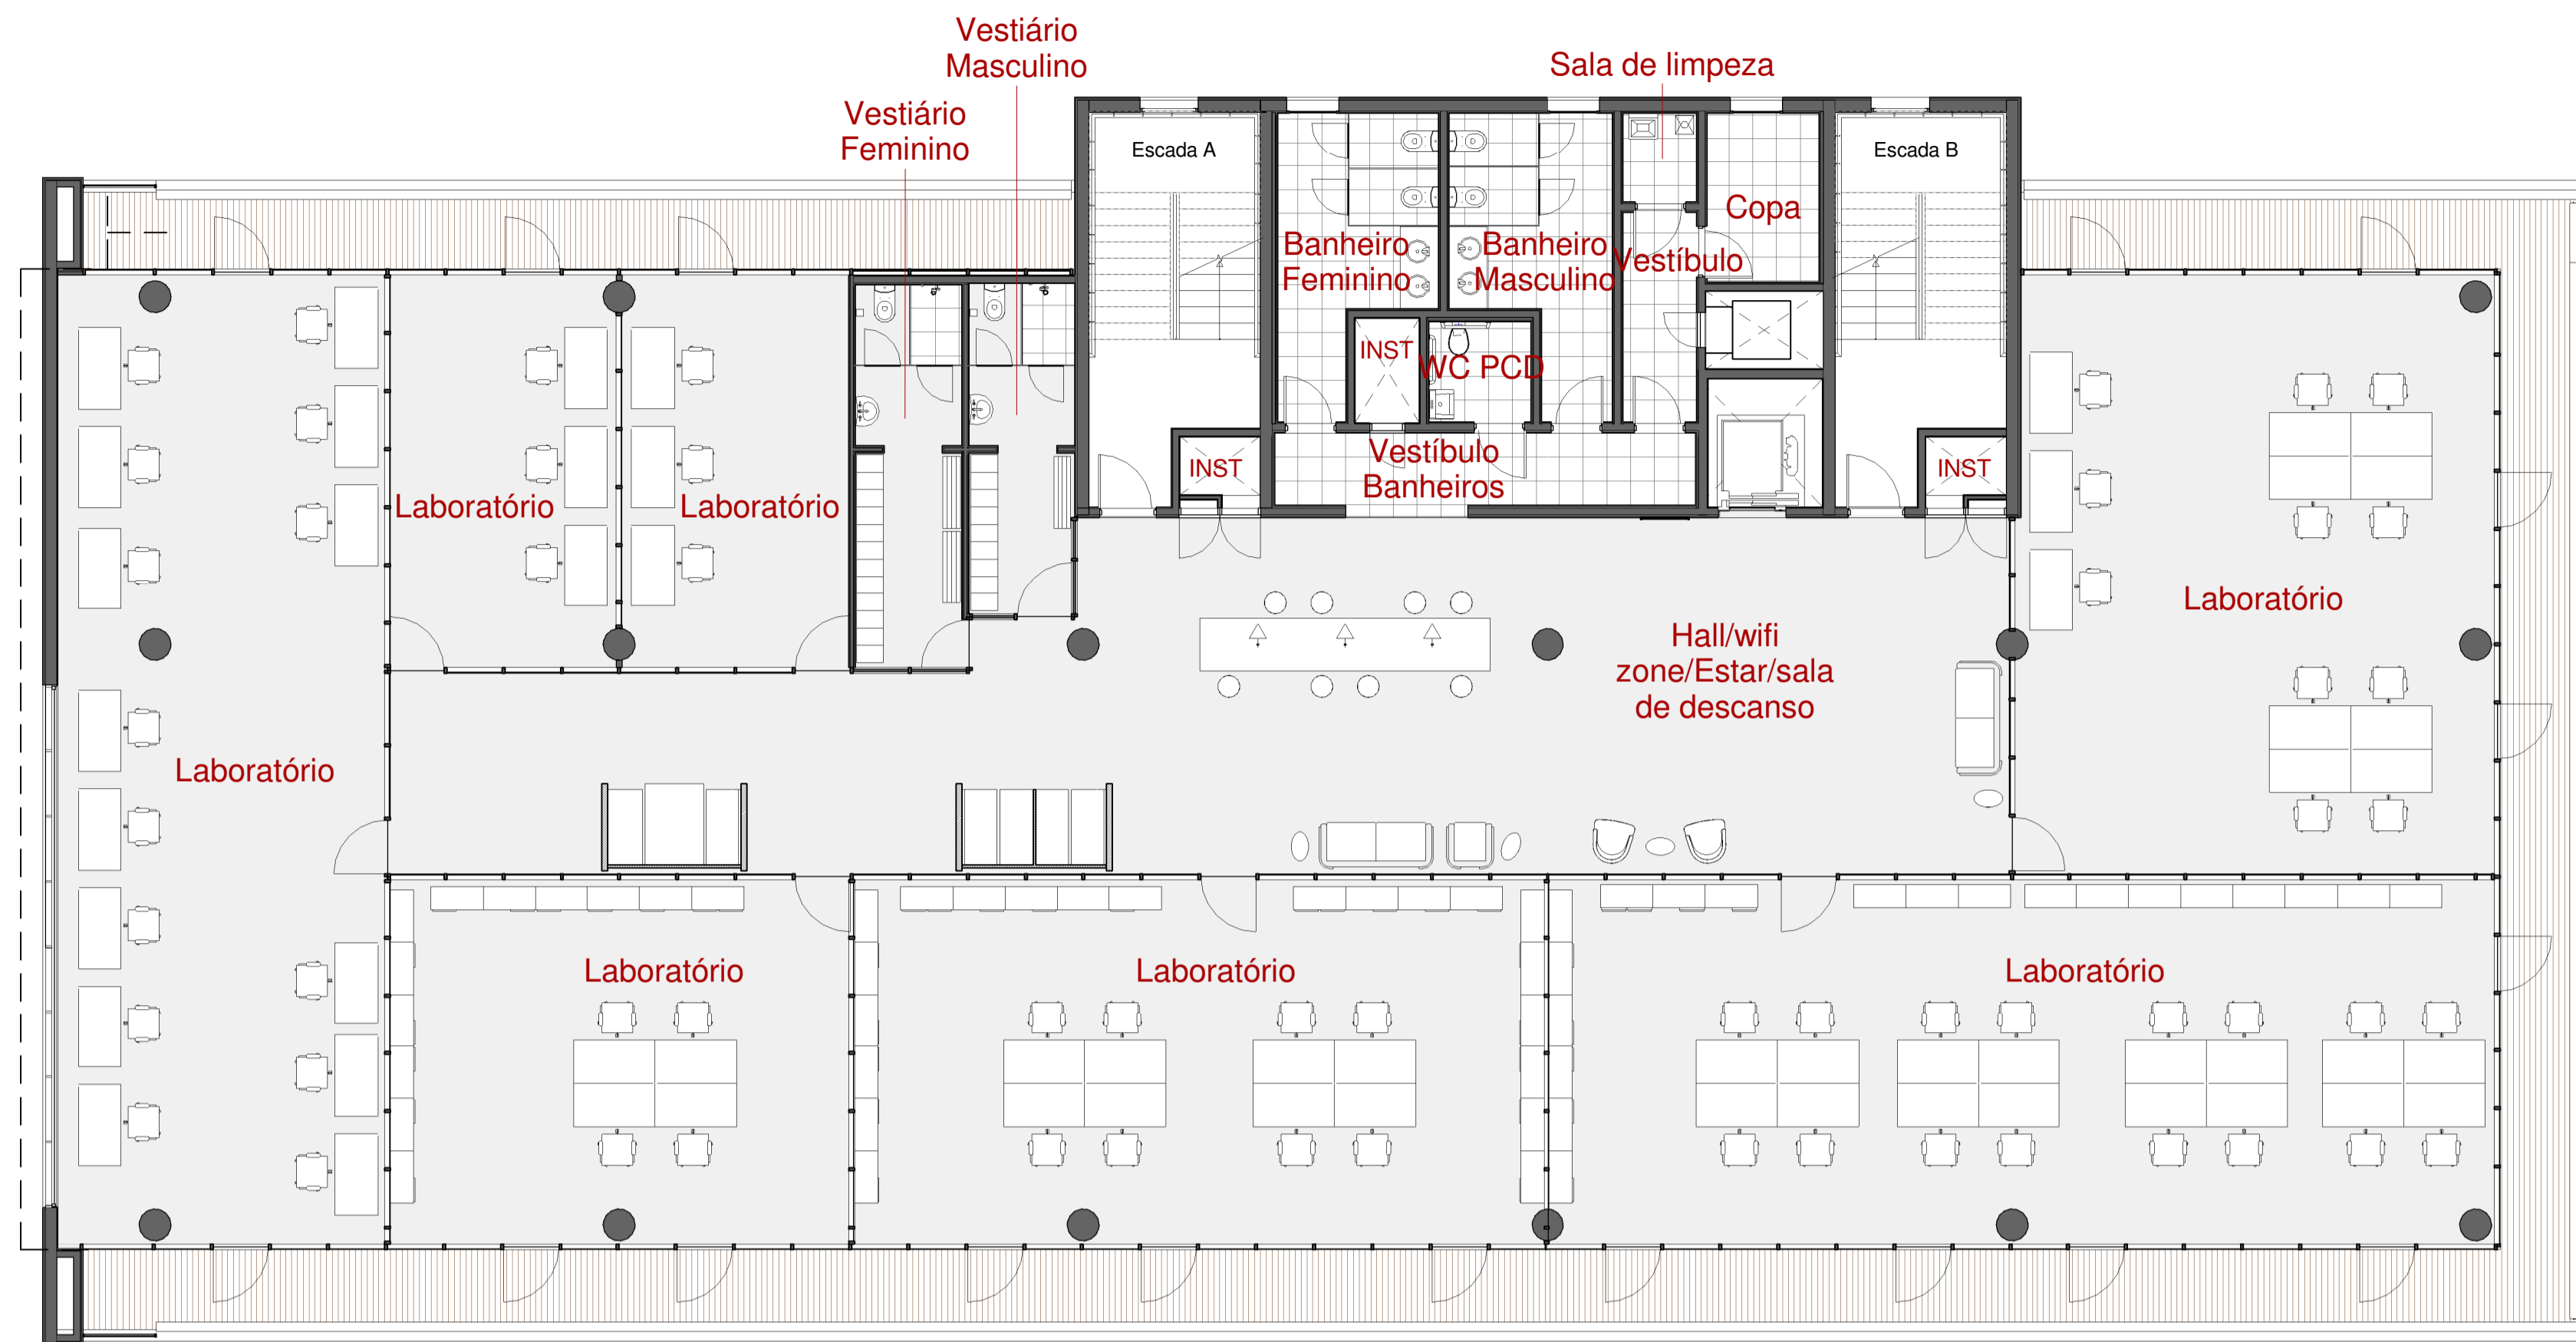 Vestiário
Masculino
Sala de limpeza
Vestiário
Feminino
Escada A
Escada B
Copa
Banheiro
Feminino
Banheiro
Masculino
Vestíbulo
INST
WC PCD
Vestíbulo
Banheiros
INST
INST
Laboratório
Laboratório
Laboratório
Hall/wifi
zone/Estar/sala
de descanso
Laboratório
Laboratório
Laboratório
Laboratório